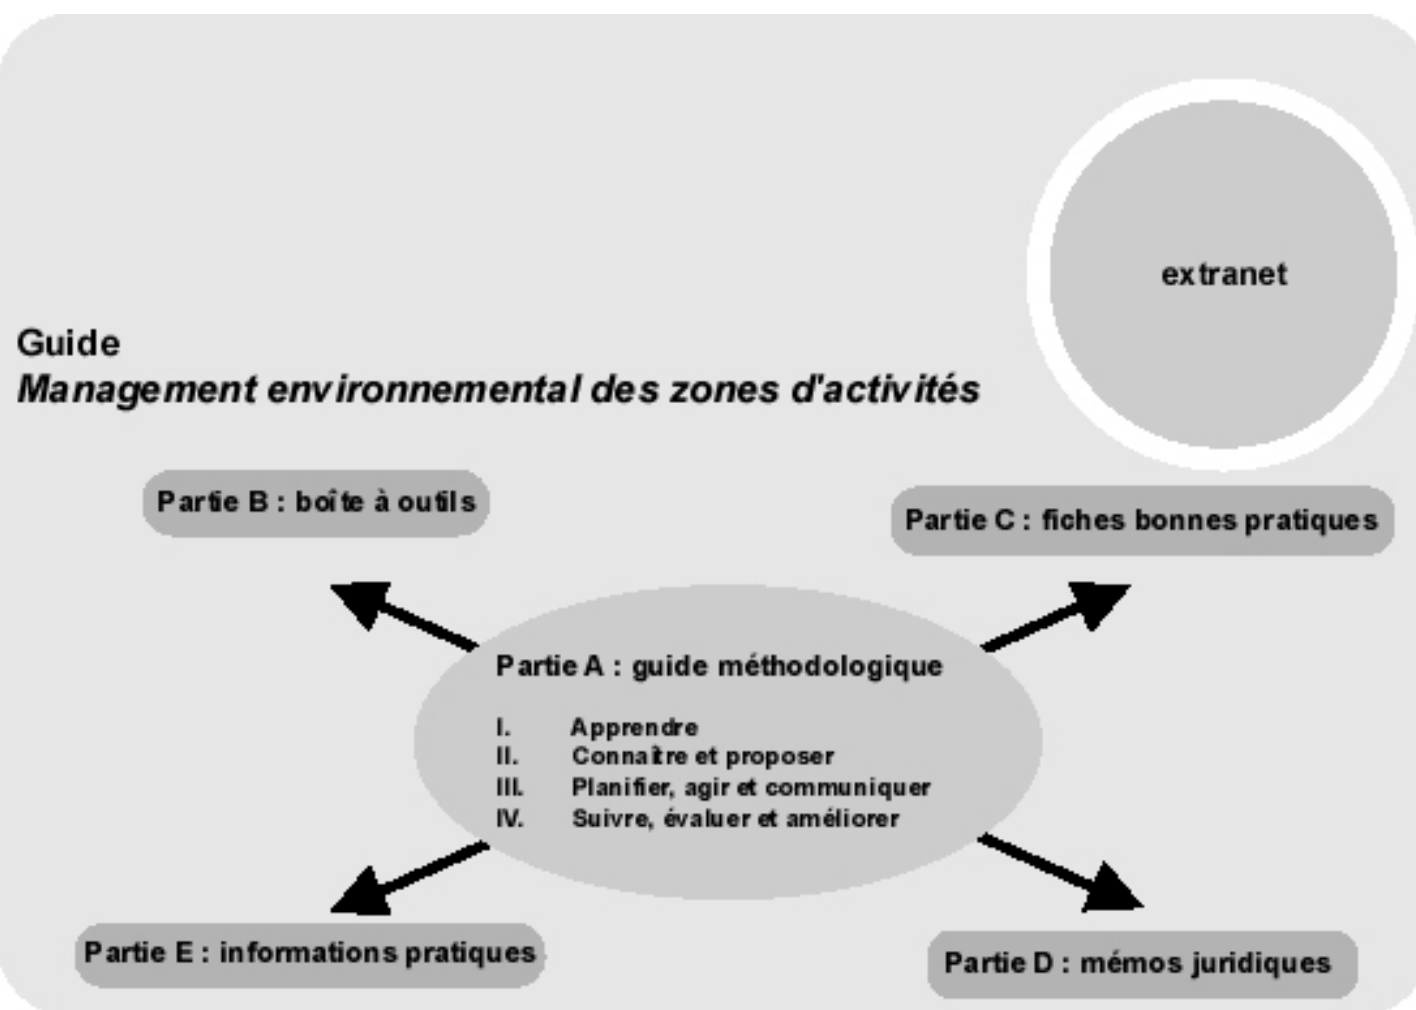 extranet
Guide
Management environnemental des zones d'activités
Partie B : boîte à outils
Partie C : fiches bonnes pratiques
Partie A : guide méthodologique
I. Apprendre
II. Connaître et proposer
III. Planifier, agir et communiquer
IV. Suivre, évaluer et améliorer
Partie E : informations pratiques
Partie D : mémos juridiques